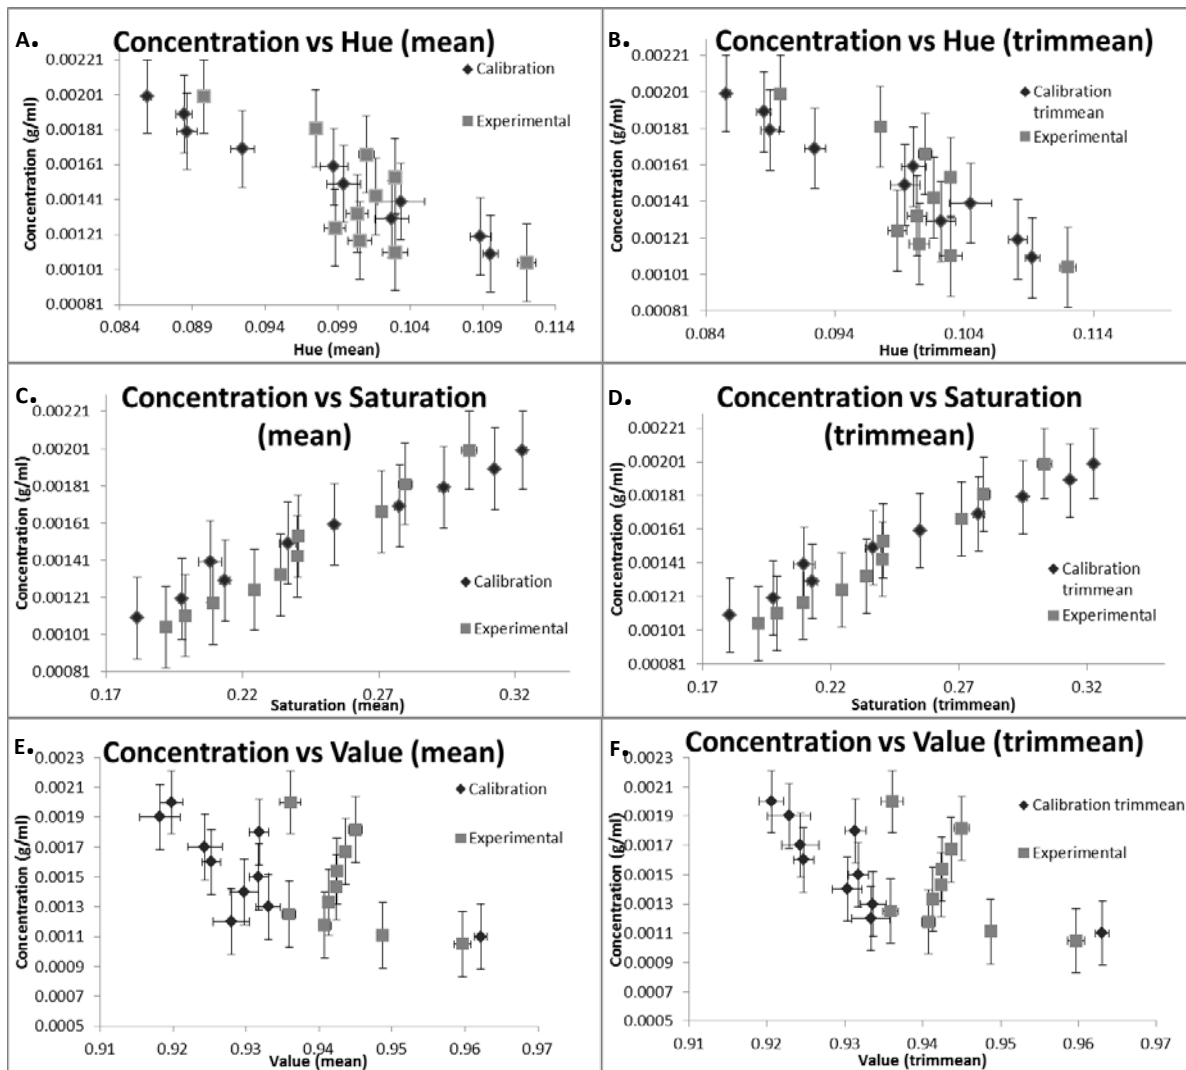 A.
Concentration vs Hue (mean)
0.00221
0.00201
0.00181
0.00161
0.00141
0.00121
0.00101
0.00081
Concentration (g/ml)
Calibration
Experimental
0.084 0.089 0.094 0.099 0.104 0.109 0.114
Hue (mean)
B.
Concentration vs Hue (trimmean)
0.00221
0.00201
0.00181
0.00161
0.00141
0.00121
0.00101
0.00081
Concentration (g/ml)
Calibration
trimmean
Experimental
0.084 0.094 0.104 0.114
Hue (trimmean)
C.
Concentration vs Saturation
(mean)
0.00221
0.00201
0.00181
0.00161
0.00141
0.00121
0.00101
0.00081
Concentration (g/ml)
Calibration
Experimental
0.17 0.22 0.27 0.32
Saturation (mean)
D.
Concentration vs Saturation
(trimmean)
0.00221
0.00201
0.00181
0.00161
0.00141
0.00121
0.00101
0.00081
Concentration (g/ml)
Calibration
trimmean
Experimental
0.17 0.22 0.27 0.32
Saturation (trimmean)
E.
Concentration vs Value (mean)
0.0023
0.0021
0.0019
0.0017
0.0015
0.0013
0.0011
0.0009
0.0007
0.0005
Concentration (g/ml)
Calibration
Experimental
0.91 0.92 0.93 0.94 0.95 0.96 0.97
Value (mean)
F.
Concentration vs Value (trimmean)
0.0023
0.0021
0.0019
0.0017
0.0015
0.0013
0.0011
0.0009
0.0007
0.0005
Concentration (g/ml)
Calibration trimmean
Experimental
0.91 0.92 0.93 0.94 0.95 0.96 0.97
Value (trimmean)